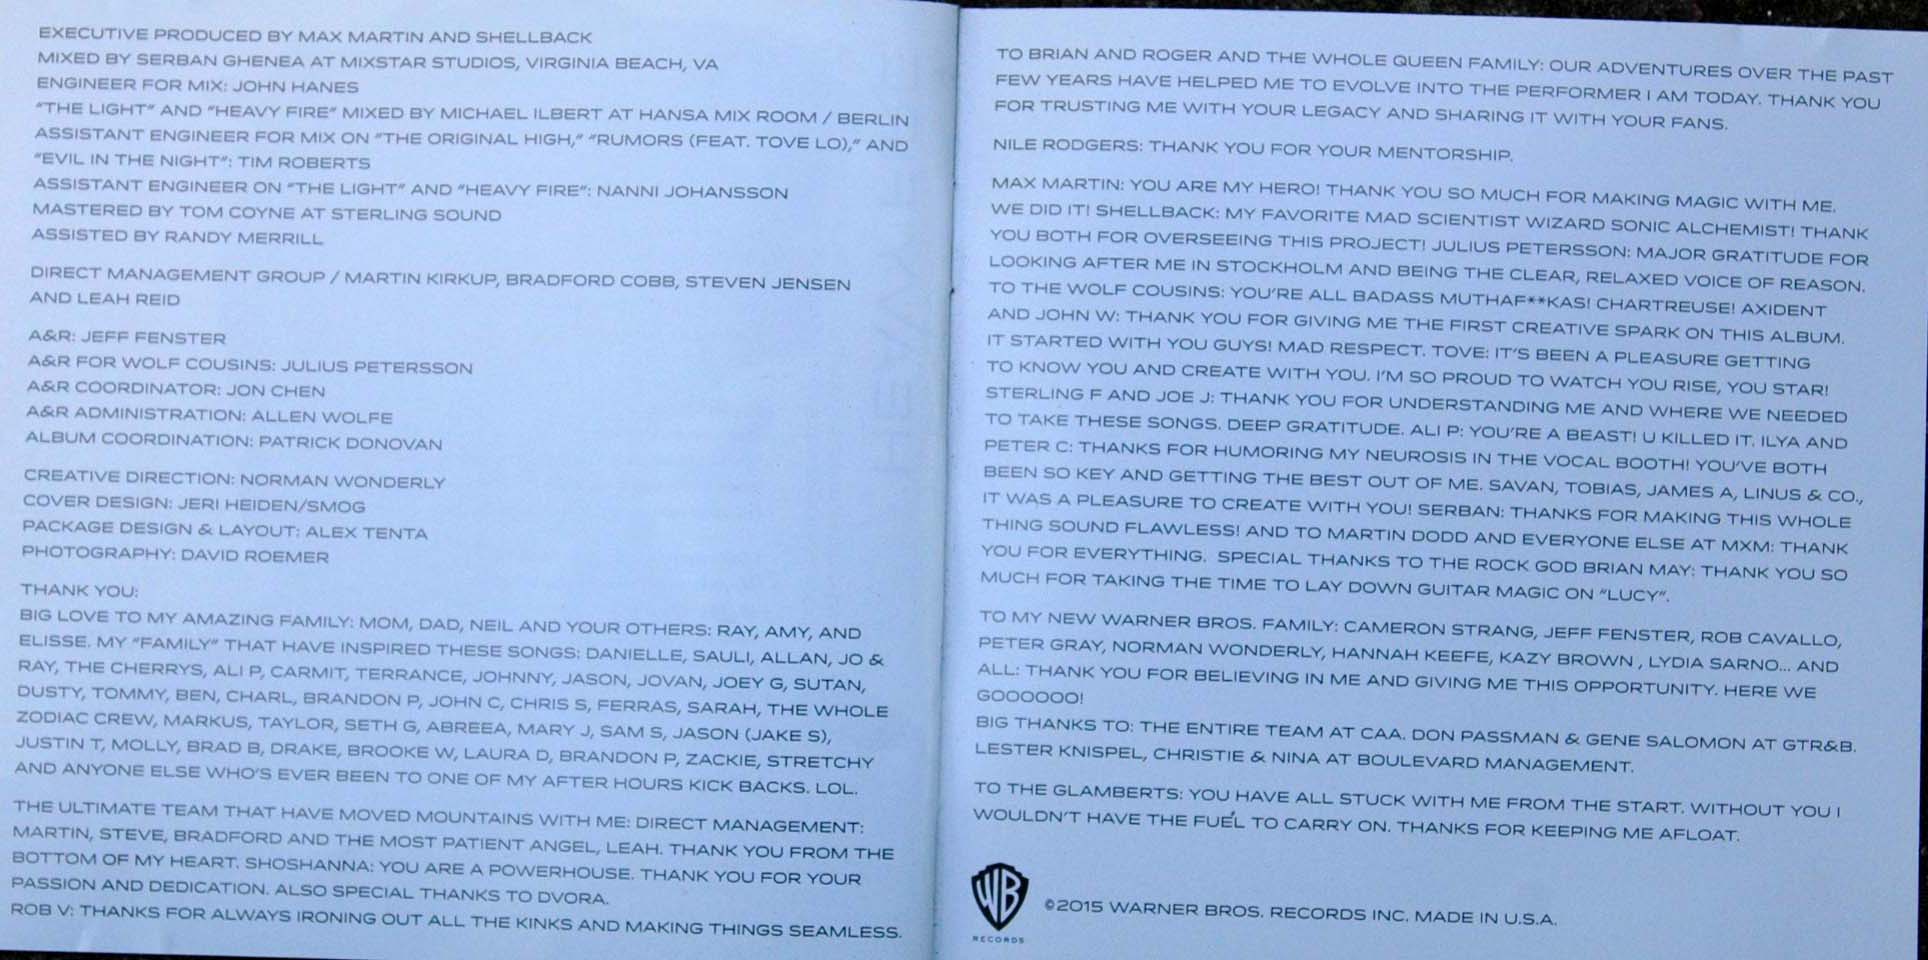 EXECUTIVE PRODUCED BY MAX MARTIN AND SHELLBACK
MIXED BY SERBAN GHENEA AT MIXSTAR STUDIOS, VIRGINIA BEACH, VA
ENGINEER FOR MIX: JOHN HANES
"THE LIGHT" AND "HEAVY FIRE" MIXED BY MICHAEL ILBERT AT HANSA MIX ROOM / BERLIN
ASSISTANT ENGINEER FOR MIX ON "THE ORIGINAL HIGH," "RUMORS (FEAT. TOVE LO)," AND
"EVIL IN THE NIGHT": TIM ROBERTS
ASSISTANT ENGINEER ON "THE LIGHT" AND "HEAVY FIRE": NANNI JOHANSSON
MASTERED BY TOM COYNE AT STERLING SOUND
ASSISTED BY RANDY MERRILL
DIRECT MANAGEMENT GROUP / MARTIN KIRKUP, BRADFORD COBB, STEVEN JENSEN
AND LEAH REID
A&R: JEFF FENSTER
A&R FOR WOLF COUSINS: JULIUS PETERSSON
A&R COORDINATOR: JON CHEN
A&R ADMINISTRATION: ALLEN WOLFE
ALBUM COORDINATION: PATRICK DONOVAN
CREATIVE DIRECTION: NORMAN WONDERLY
COVER DESIGN: JERI HEIDEN/SMOG
PACKAGE DESIGN & LAYOUT: ALEX TENTA
PHOTOGRAPHY: DAVID ROEMER
THANK YOU:
BIG LOVE TO MY AMAZING FAMILY: MOM, DAD, NEIL AND YOUR OTHERS: RAY, AMY, AND
ELISSE. MY "FAMILY" THAT HAVE INSPIRED THESE SONGS: DANIELLE, SAULI, ALLAN, JO &
RAY, THE CHERRYS, ALI P, CARMIT, TERRANCE, JOHNNY, JASON, JOVAN, JOEY G, SUTAN,
DUSTY, TOMMY, BEN, CHARL, BRANDON P, JOHN C, CHRIS S, FERRAS, SARAH, THE WHOLE
ZODIAC CREW, MARKUS, TAYLOR, SETH G, ABREEA, MARY J, SAM S, JASON (JAKE S),
JUSTIN T, MOLLY, BRAD B, DRAKE, BROOKE W, LAURA D, BRANDON P, ZACKIE, STRETCHY
AND ANYONE ELSE WHO'S EVER BEEN TO ONE OF MY AFTER HOURS KICK BACKS. LOL.
THE ULTIMATE TEAM THAT HAVE MOVED MOUNTAINS WITH ME: DIRECT MANAGEMENT:
MARTIN, STEVE, BRADFORD AND THE MOST PATIENT ANGEL, LEAH. THANK YOU FROM THE
BOTTOM OF MY HEART. SHOSHANNA: YOU ARE A POWERHOUSE. THANK YOU FOR YOUR
PASSION AND DEDICATION. ALSO SPECIAL THANKS TO DVORA.
ROB V: THANKS FOR ALWAYS IRONING OUT ALL THE KINKS AND MAKING THINGS SEAMLESS.
TO BRIAN AND ROGER AND THE WHOLE QUEEN FAMILY: OUR ADVENTURES OVER THE PAST
FEW YEARS HAVE HELPED ME TO EVOLVE INTO THE PERFORMER I AM TODAY. THANK YOU
FOR TRUSTING ME WITH YOUR LEGACY AND SHARING IT WITH YOUR FANS.
NILE RODGERS: THANK YOU FOR YOUR MENTORSHIP.
MAX MARTIN: YOU ARE MY HERO! THANK YOU SO MUCH FOR MAKING MAGIC WITH ME.
WE DID IT! SHELLBACK: MY FAVORITE MAD SCIENTIST WIZARD SONIC ALCHEMIST! THANK
YOU BOTH FOR OVERSEEING THIS PROJECT! JULIUS PETERSSON: MAJOR GRATITUDE FOR
LOOKING AFTER ME IN STOCKHOLM AND BEING THE CLEAR, RELAXED VOICE OF REASON.
TO THE WOLF COUSINS: YOU'RE ALL BADASS MUTHAF**KAS! CHARTREUSE! AXIDENT
AND JOHN W: THANK YOU FOR GIVING ME THE FIRST CREATIVE SPARK ON THIS ALBUM.
IT STARTED WITH YOU GUYS! MAD RESPECT. TOVE: IT'S BEEN A PLEASURE GETTING
TO KNOW YOU AND CREATE WITH YOU. I'M SO PROUD TO WATCH YOU RISE, YOU STAR!
STERLING F AND JOE J: THANK YOU FOR UNDERSTANDING ME AND WHERE WE NEEDED
TO TAKE THESE SONGS. DEEP GRATITUDE. ALI P: YOU'RE A BEAST! U KILLED IT. ILYA AND
PETER C: THANKS FOR HUMORING MY NEUROSIS IN THE VOCAL BOOTH! YOU'VE BOTH
BEEN SO KEY AND GETTING THE BEST OUT OF ME. SAVAN, TOBIAS, JAMES A, LINUS & CO.,
IT WAS A PLEASURE TO CREATE WITH YOU! SERBAN: THANKS FOR MAKING THIS WHOLE
THING SOUND FLAWLESS! AND TO MARTIN DODD AND EVERYONE ELSE AT MXM: THANK
YOU FOR EVERYTHING. SPECIAL THANKS TO THE ROCK GOD BRIAN MAY: THANK YOU SO
MUCH FOR TAKING THE TIME TO LAY DOWN GUITAR MAGIC ON "LUCY".
TO MY NEW WARNER BROS. FAMILY: CAMERON STRANG, JEFF FENSTER, ROB CAVALLO,
PETER GRAY, NORMAN WONDERLY, HANNAH KEEFE, KAZY BROWN , LYDIA SARNO... AND
ALL: THANK YOU FOR BELIEVING IN ME AND GIVING ME THIS OPPORTUNITY. HERE WE
GOOOOOO!
BIG THANKS TO: THE ENTIRE TEAM AT CAA. DON PASSMAN & GENE SALOMON AT GTR&B.
LESTER KNISPEL, CHRISTIE & NINA AT BOULEVARD MANAGEMENT.
TO THE GLAMBERTS: YOU HAVE ALL STUCK WITH ME FROM THE START. WITHOUT YOU I
WOULDN'T HAVE THE FUEL TO CARRY ON. THANKS FOR KEEPING ME AFLOAT.
WB
RECORDS
©2015 WARNER BROS. RECORDS INC. MADE IN U.S.A.